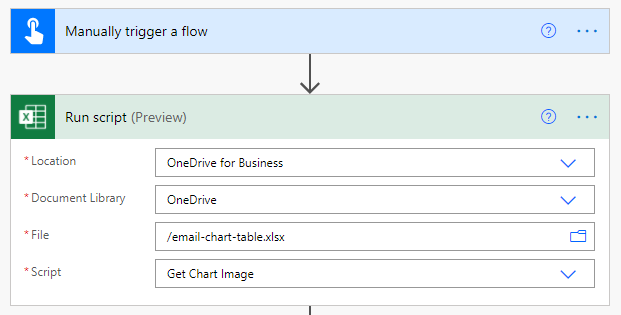 Manually trigger a flow
?
Run script (Preview)
?
* Location
OneDrive for Business
* Document Library
OneDrive
* File
/email-chart-table.xlsx
* Script
Get Chart Image